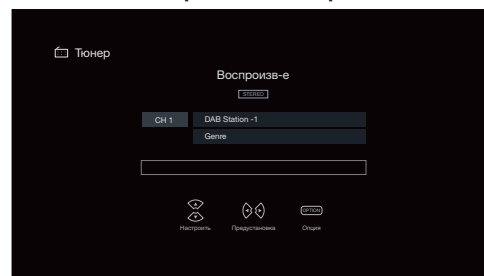 Тюнер
Воспроизв-е
STEREO
CH 1
DAB Station -1
Genre
OPTION
Настроить
Предустановка
Опция